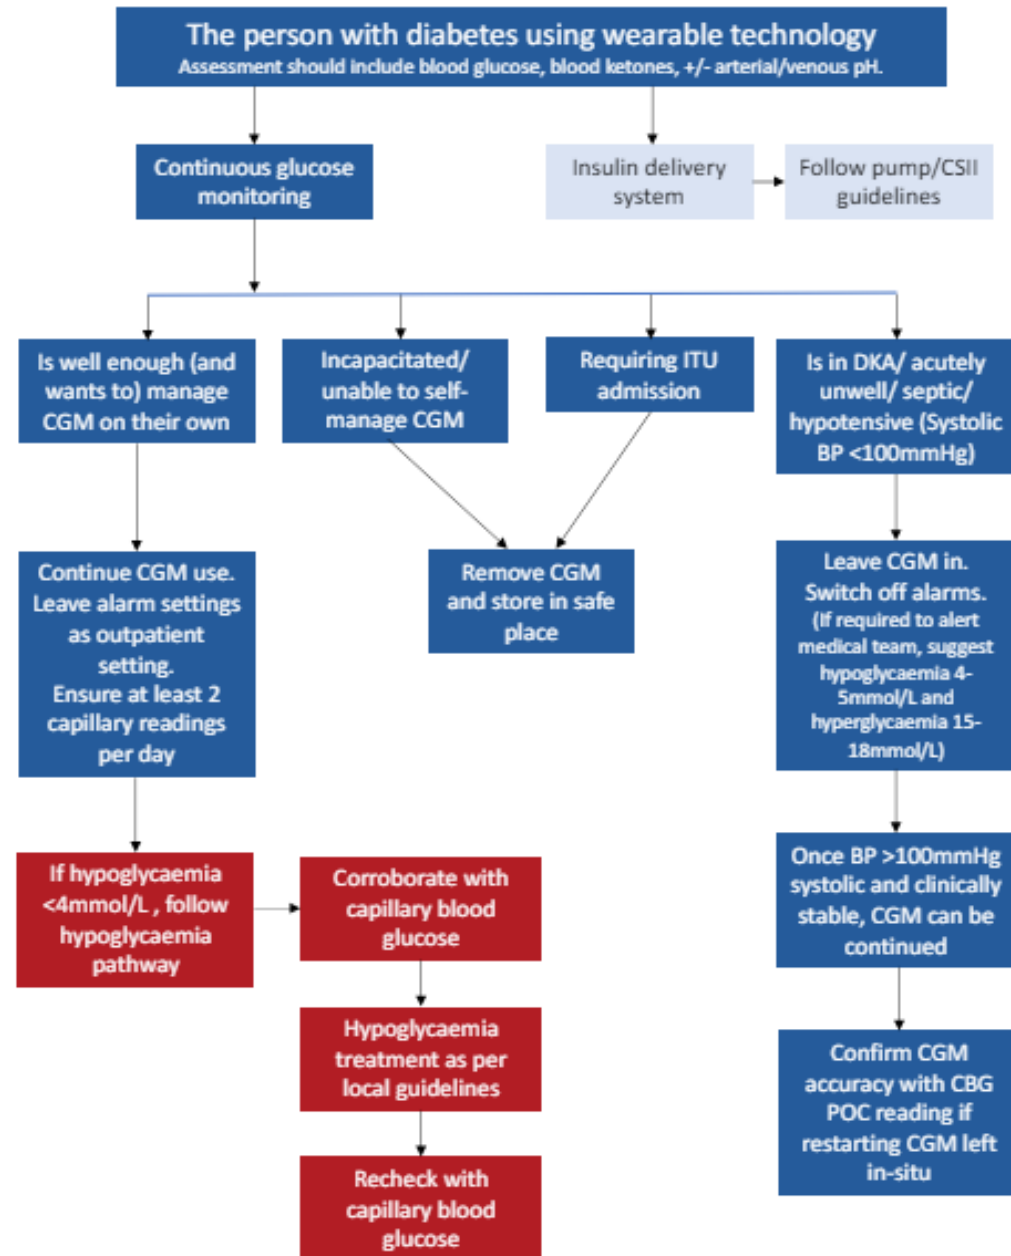 The person with diabetes using wearable technology
Assessment should include blood glucose, blood ketones, +/- arterial/venous pH.
Continuous glucose
monitoring
Insulin delivery
system
Follow pump/CSII
guidelines
Is well enough (and
wants to) manage
CGM on their own
Incapacitated/
unable to self-
manage CGM
Requiring ITU
admission
Is in DKA/ acutely
unwell/ septic/
hypotensive (Systolic
BP <100mmHg)
Continue CGM use.
Leave alarm settings
as outpatient
setting.
Ensure at least 2
capillary readings
per day
Remove CGM
and store in safe
place
Leave CGM in.
Switch off alarms.
(If required to alert
medical team, suggest
hypoglycaemia 4-
5mmol/L and
hyperglycaemia 15-
18mmol/L)
If hypoglycaemia
<4mmol/L , follow
hypoglycaemia
pathway
Corroborate with
capillary blood
glucose
Once BP >100mmHg
systolic and clinically
stable, CGM can be
continued
Hypoglycaemia
treatment as per
local guidelines
Confirm CGM
accuracy with CBG
POC reading if
restarting CGM left
in-situ
Recheck with
capillary blood
glucose